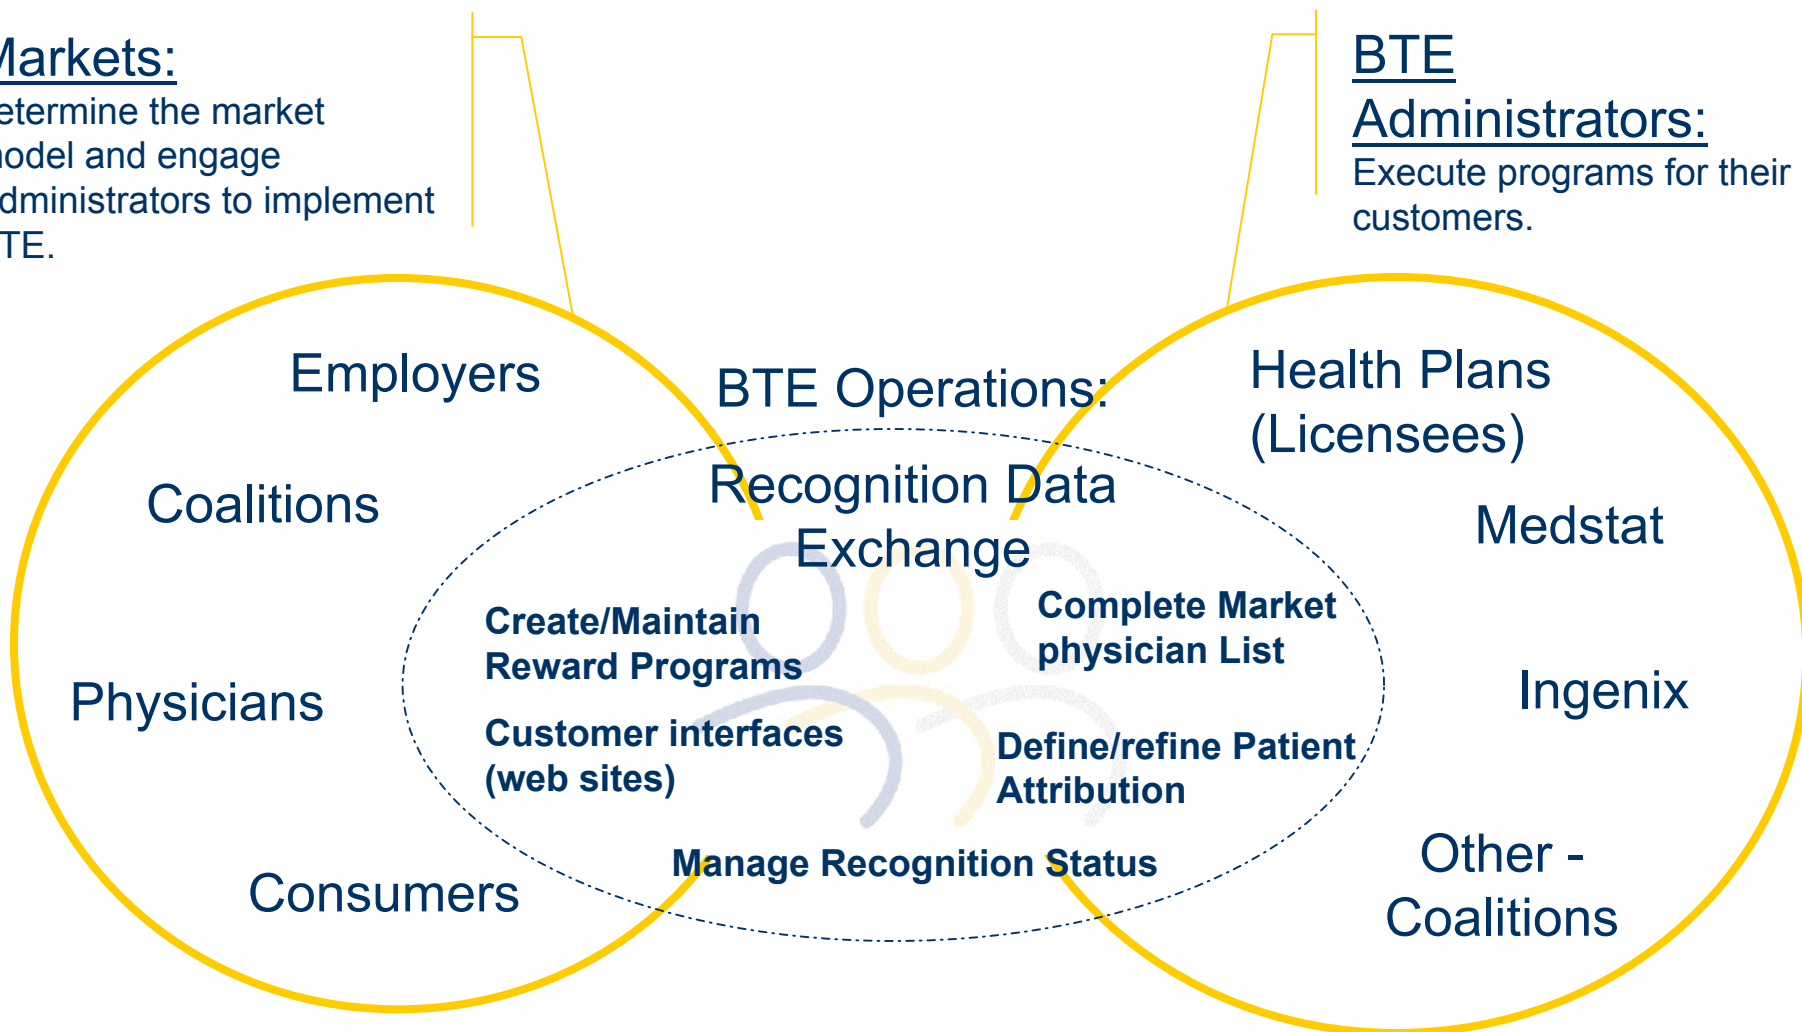 Markets:
etermine the market
model and engage
dministrators to implement
TE.
BTE
Administrators:
Execute programs for their
customers.
Employers
Coalitions
Physicians
Consumers
BTE Operations:
Recognition Data
Exchange
Create/Maintain
Reward Programs
Customer interfaces
(web sites)
Complete Market
physician List
Define/refine Patient
Attribution
Manage Recognition Status
Health Plans
(Licensees)
Medstat
Ingenix
Other -
Coalitions